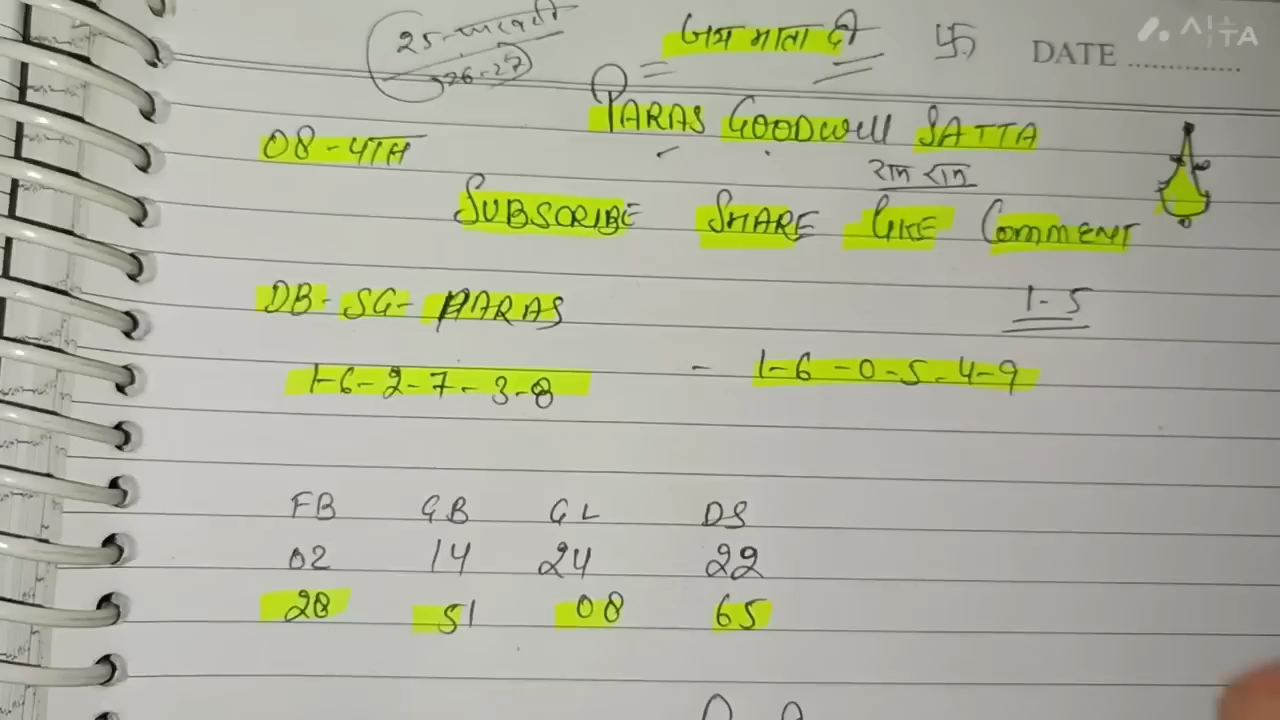 25-
जय माता दी 卐 DATE ..............
26-27
PARAS GOODWILL SATTA
08-4TH
राम राम
SUBSCRIBE SHARE LIKE COMMENT
1-5
DB- SG- PARAS
1-6-2-7-3-8 - 1-6-0-5-4-9
FB GB GL DS
02 14 24 22
28 51 08 65